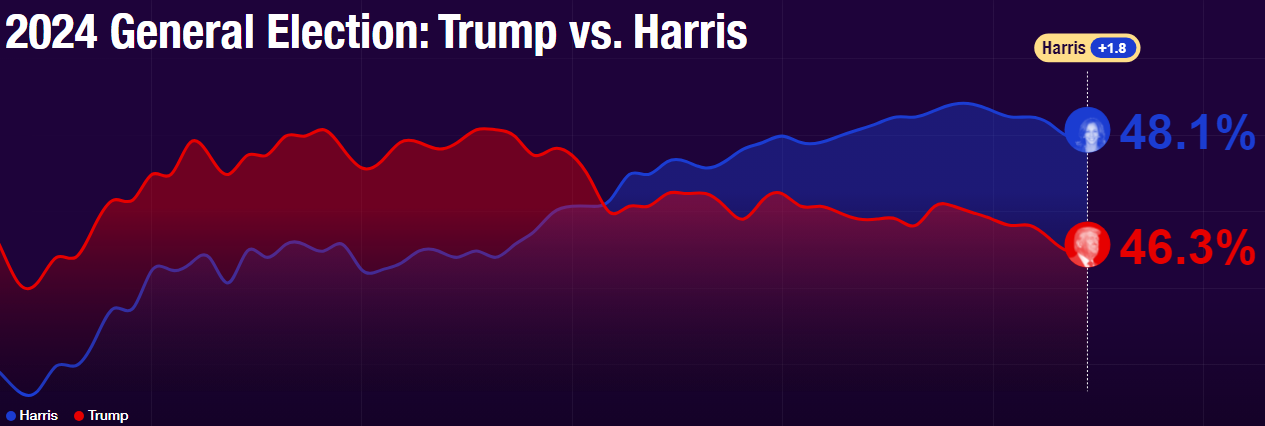 2024 General Election: Trump vs. Harris
Harris +1.8
48.1%
46.3%
Harris Trump